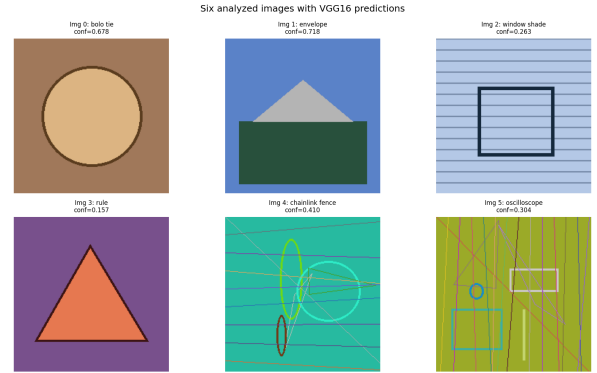 Six analyzed images with VGG16 predictions
Img 0: bolo tie
conf=0.678
Img 1: envelope
conf=0.718
Img 2: window shade
conf=0.263
Img 3: rule
conf=0.157
Img 4: chainlink fence
conf=0.410
Img 5: oscilloscope
conf=0.304